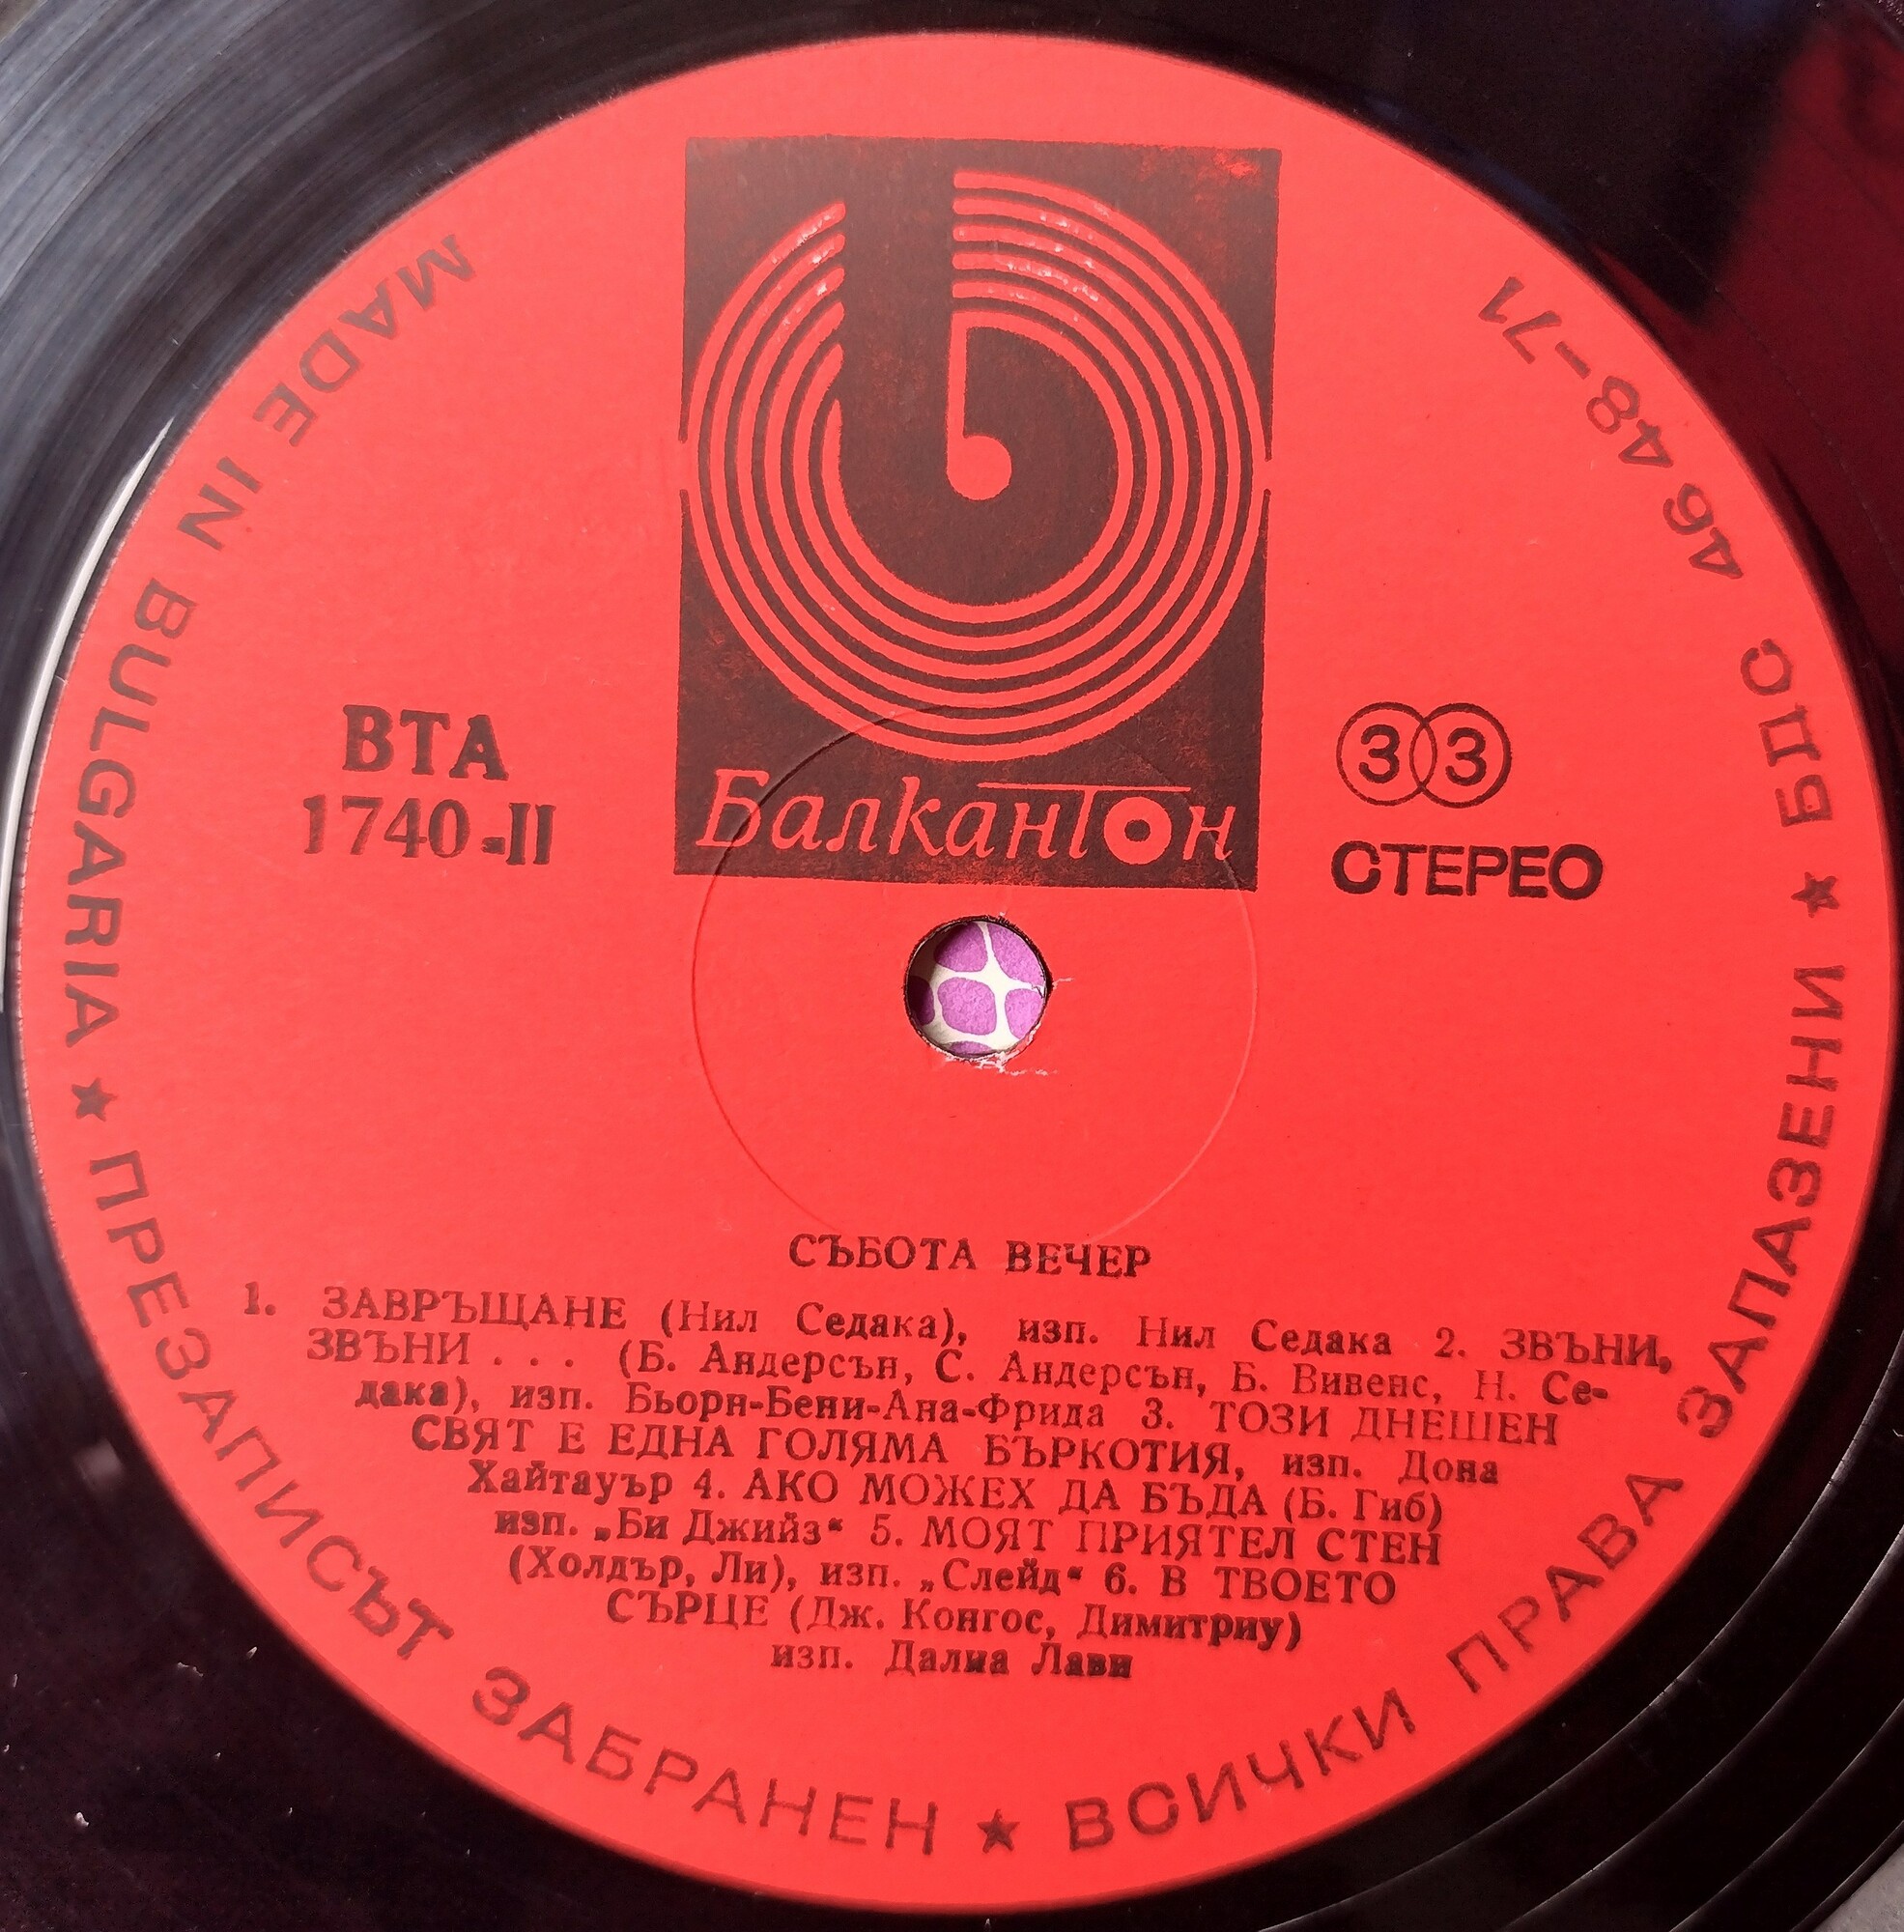 Балкантон
ВТА
1740-II
33
СТЕРЕО
СЪБОТА ВЕЧЕР
1. ЗАВРЪЩАНЕ (Нил Седака), изп. Нил Седака 2. ЗВЪНИ,
ЗВЪНИ . . . (Б. Андерсън, С. Андерсън, Б. Вивенс, Н. Се-
дака), изп. Бьорн-Бени-Ана-Фрида 3. ТОЗИ ДНЕШЕН
СВЯТ Е ЕДНА ГОЛЯМА БЪРКОТИЯ, изп. Дона
Хайтауър 4. АКО МОЖЕХ ДА БЪДА (Б. Гиб)
изп. „Би Джийз“ 5. МОЯТ ПРИЯТЕЛ СТЕН
(Холдър, Ли), изп. „Слейд“ 6. В ТВОЕТО
СЪРЦЕ (Дж. Конгос, Димитриу)
изп. Далиа Лави
MADE IN BULGARIA ★ ПРЕЗАПИСЪТ ЗАБРАНЕН ★ ВСИЧКИ ПРАВА ЗАПАЗЕНИ ★ БДС 46 48-71